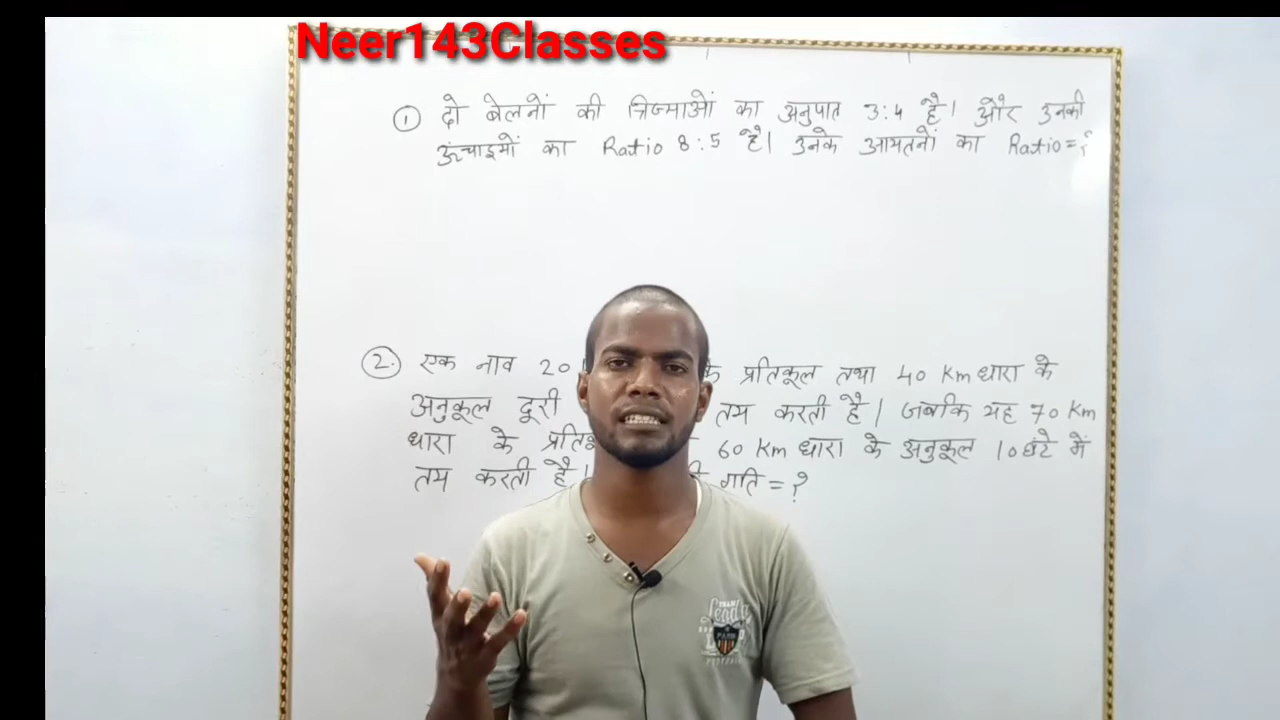 Neer143Classes
① दो बेलनों की त्रिज्याओं का अनुपात 3:4 है। और उनकी
ऊंचाइयों का Ratio 8:5 है। उनके आयतनों का Ratio=?
②. एक नाव 20 के प्रतिकूल तथा 40 Km धारा के
अनुकूल दूरी तय करती है। जबकि यह 70 Km
धारा के 60 Km धारा के अनुकूल 10 घंटे में
तय करती है। गति = ?